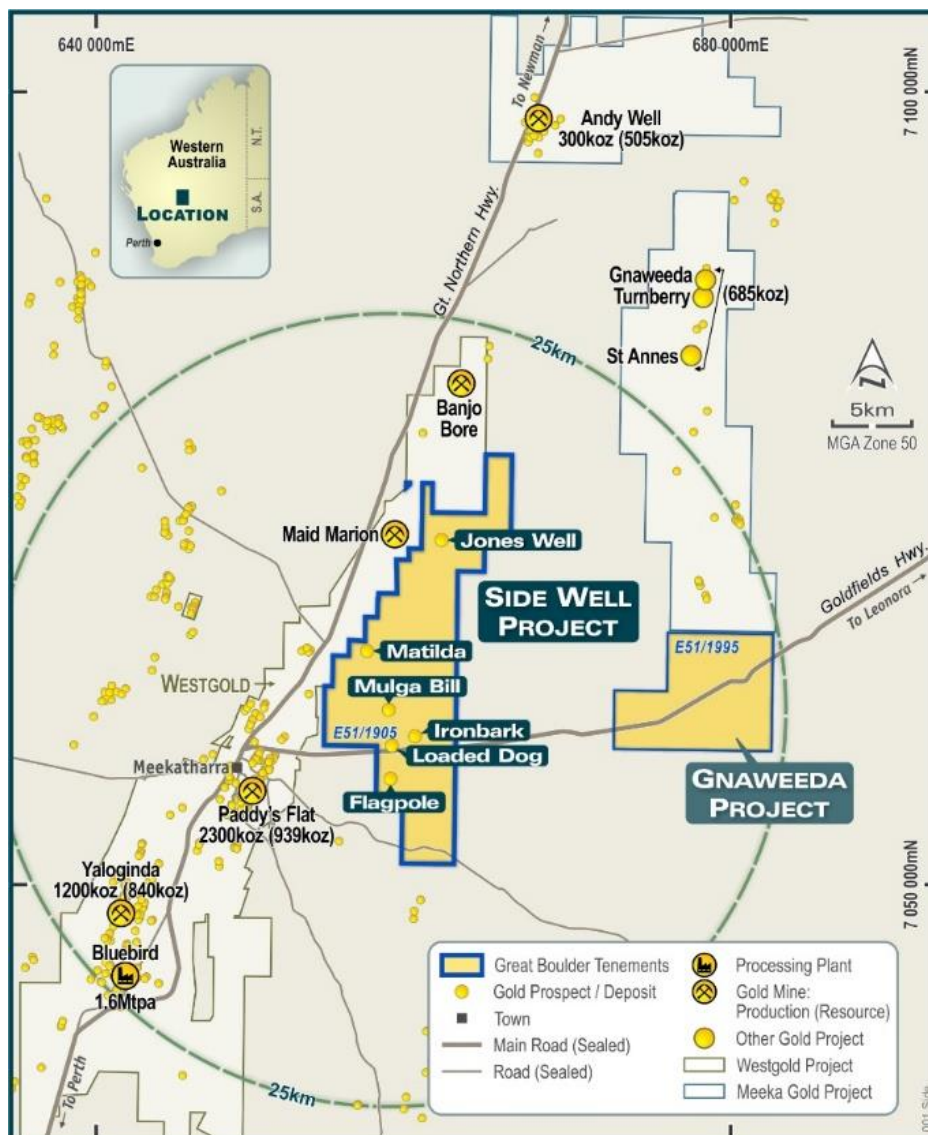 640 000mE
680 000mE
To Newman
7 100 000mN
Andy Well
300koz (505koz)
Western
Australia
N.T.
S.A.
LOCATION
Perth
Gt. Northern Hwy.
Gnaweeda
Turnberry
(685koz)
St Annes
25km
5km
MGA Zone 50
Banjo
Bore
Maid Marion
Jones Well
SIDE WELL
PROJECT
Goldfields Hwy.
To Leonora
E51/1995
Matilda
WESTGOLD
Mulga Bill
E51/1905
Ironbark
Loaded Dog
Meekatharra
Flagpole
GNAWEEDA
PROJECT
Paddy's Flat
2300koz (939koz)
Yaloginda
1200koz (840koz)
7 050 000mN
Bluebird
1.6Mtpa
To Perth
25km
Great Boulder Tenements
Gold Prospect / Deposit
Town
Main Road (Sealed)
Road (Sealed)
Processing Plant
Gold Mine:
Production (Resource)
Other Gold Project
Westgold Project
Meeka Gold Project